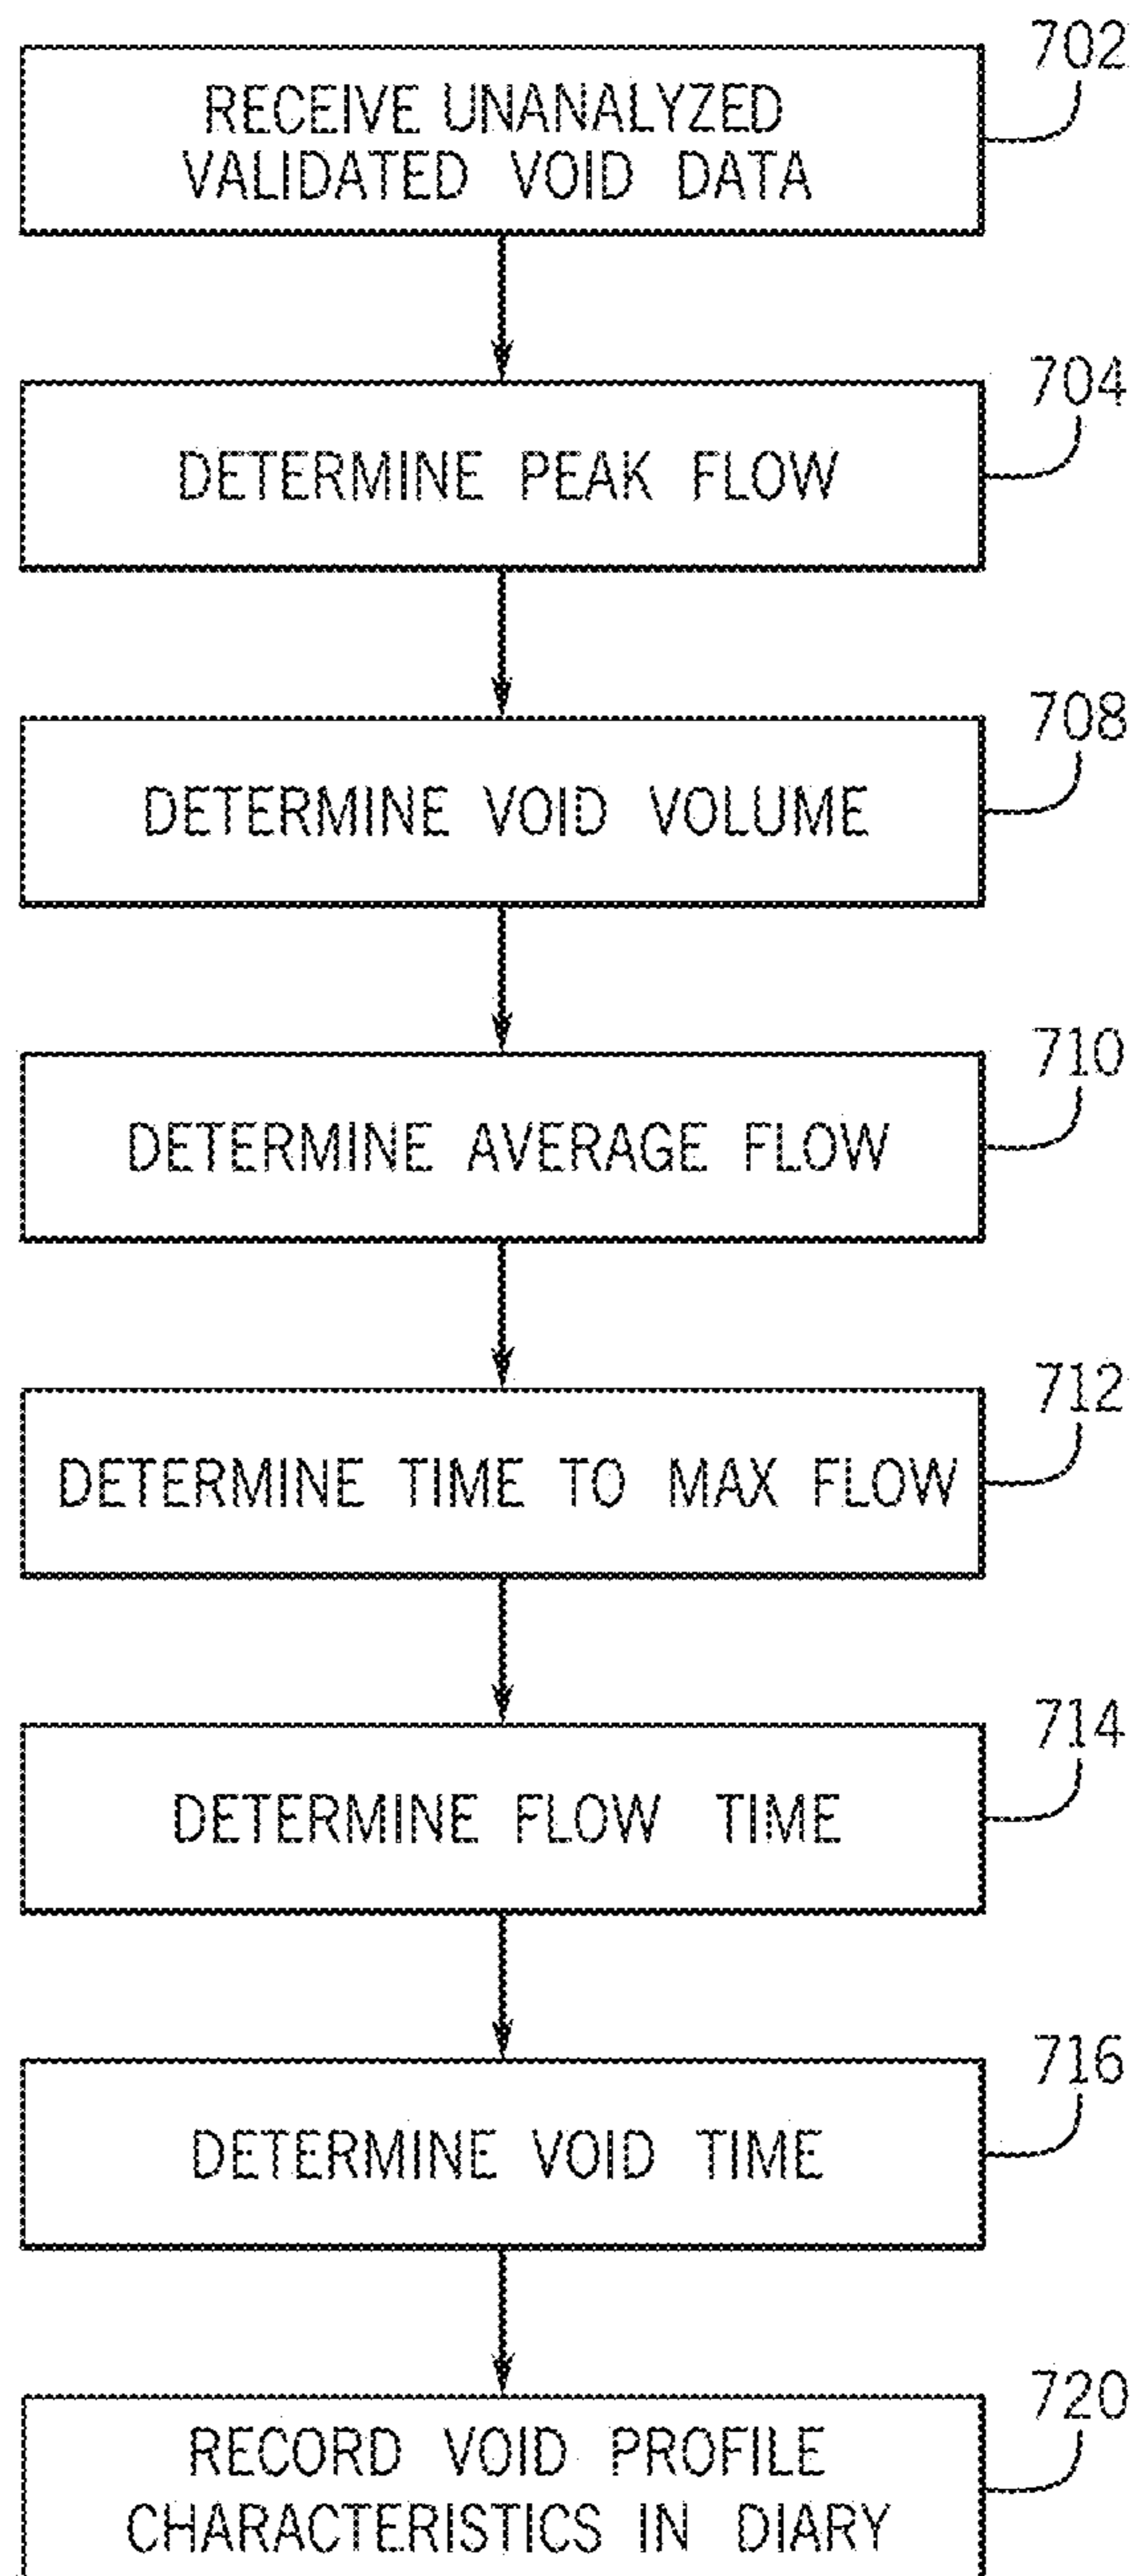 702
RECEIVE UNANALYZED
VALIDATED VOID DATA
704
DETERMINE PEAK FLOW
708
DETERMINE VOID VOLUME
710
DETERMINE AVERAGE FLOW
712
DETERMINE TIME TO MAX FLOW
714
DETERMINE FLOW TIME
716
DETERMINE VOID TIME
720
RECORD VOID PROFILE
CHARACTERISTICS IN DIARY